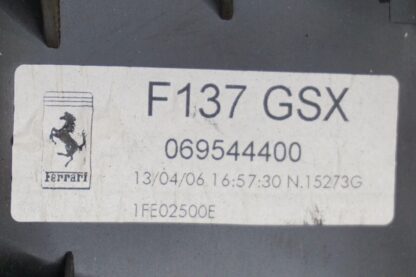 F137 GSX
069544400
13/04/06 16:57:30 N.15273G
Ferrari
1FE02500E